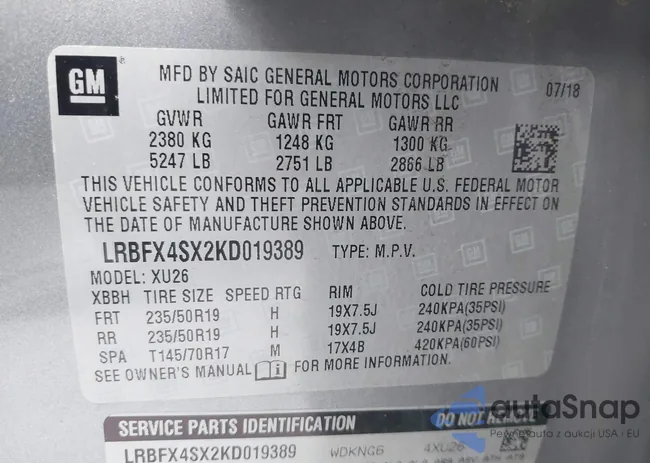 GM
MFD BY SAIC GENERAL MOTORS CORPORATION 07/18
LIMITED FOR GENERAL MOTORS LLC
GVWR GAWR FRT GAWR RR
2380 KG 1248 KG 1300 KG
5247 LB 2751 LB 2866 LB
THIS VEHICLE CONFORMS TO ALL APPLICABLE U.S. FEDERAL MOTOR
VEHICLE SAFETY AND THEFT PREVENTION STANDARDS IN EFFECT ON
THE DATE OF MANUFACTURE SHOWN ABOVE.
LRBFX4SX2KD019389 TYPE: M.P.V.
MODEL: XU26
XBBH TIRE SIZE SPEED RTG RIM COLD TIRE PRESSURE
FRT 235/50R19 H 19X7.5J 240KPA(35PSI)
RR 235/50R19 H 19X7.5J 240KPA(35PSI)
SPA T145/70R17 M 17X4B 420KPA(60PSI)
SEE OWNER'S MANUAL i FOR MORE INFORMATION.
SERVICE PARTS IDENTIFICATION DO NOT
LRBFX4SX2KD019389 WDKNG6 4XU26
autoSnap
Pewne auto z aukcji USA / EU